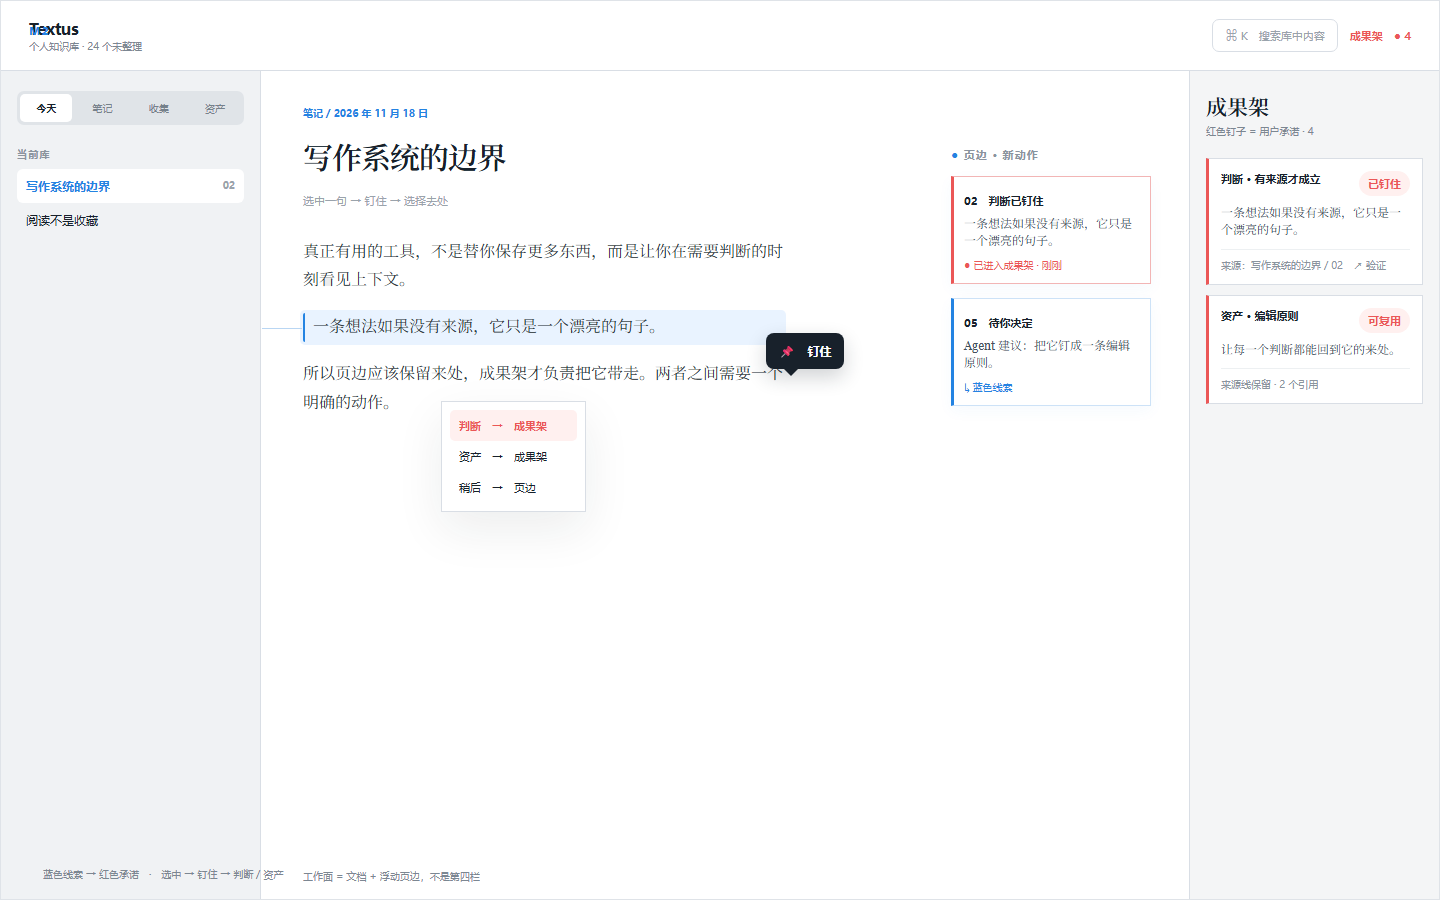 Textus
个人知识库 · 24 个未整理
⌘ K 搜索库中内容
成果架 ● 4
今天 笔记 收集 资产
当前库
写作系统的边界 02
阅读不是收藏
蓝色线索 → 红色承诺 · 选中 → 钉住 → 判断 / 资产
笔记 / 2026 年 11 月 18 日
写作系统的边界
选中一句 → 钉住 → 选择去处
真正有用的工具，不是替你保存更多东西，而是让你在需要判断的时
刻看见上下文。
一条想法如果没有来源，它只是一个漂亮的句子。
📌 钉住
所以页边应该保留来处，成果架才负责把它带走。两者之间需要一个
明确的动作。
判断 → 成果架
资产 → 成果架
稍后 → 页边
工作面 = 文档 + 浮动页边，不是第四栏
● 页边 • 新动作
02 判断已钉住
一条想法如果没有来源，它只是
一个漂亮的句子。
● 已进入成果架 · 刚刚
05 待你决定
Agent 建议：把它钉成一条编辑
原则。
↳ 蓝色线索
成果架
红色钉子 = 用户承诺 · 4
判断 • 有来源才成立 已钉住
一条想法如果没有来源，它只是一
个漂亮的句子。
来源：写作系统的边界 / 02 ↗ 验证
资产 • 编辑原则 可复用
让每一个判断都能回到它的来处。
来源线保留 · 2 个引用